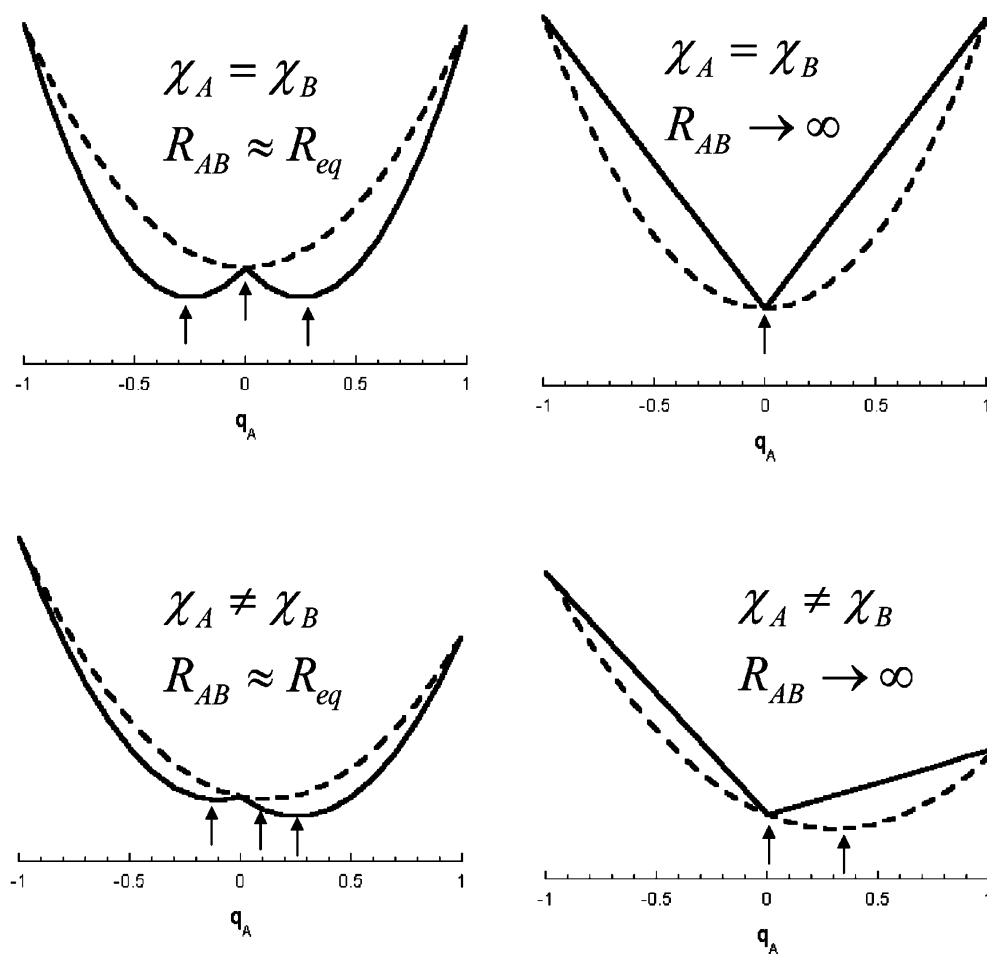 χ_A = χ_B
R_AB ≈ R_eq
-1 -0.5 0 0.5 1
q_A
χ_A = χ_B
R_AB → ∞
-1 -0.5 0 0.5 1
q_A
χ_A ≠ χ_B
R_AB ≈ R_eq
-1 -0.5 0 0.5 1
q_A
χ_A ≠ χ_B
R_AB → ∞
-1 -0.5 0 0.5 1
q_A